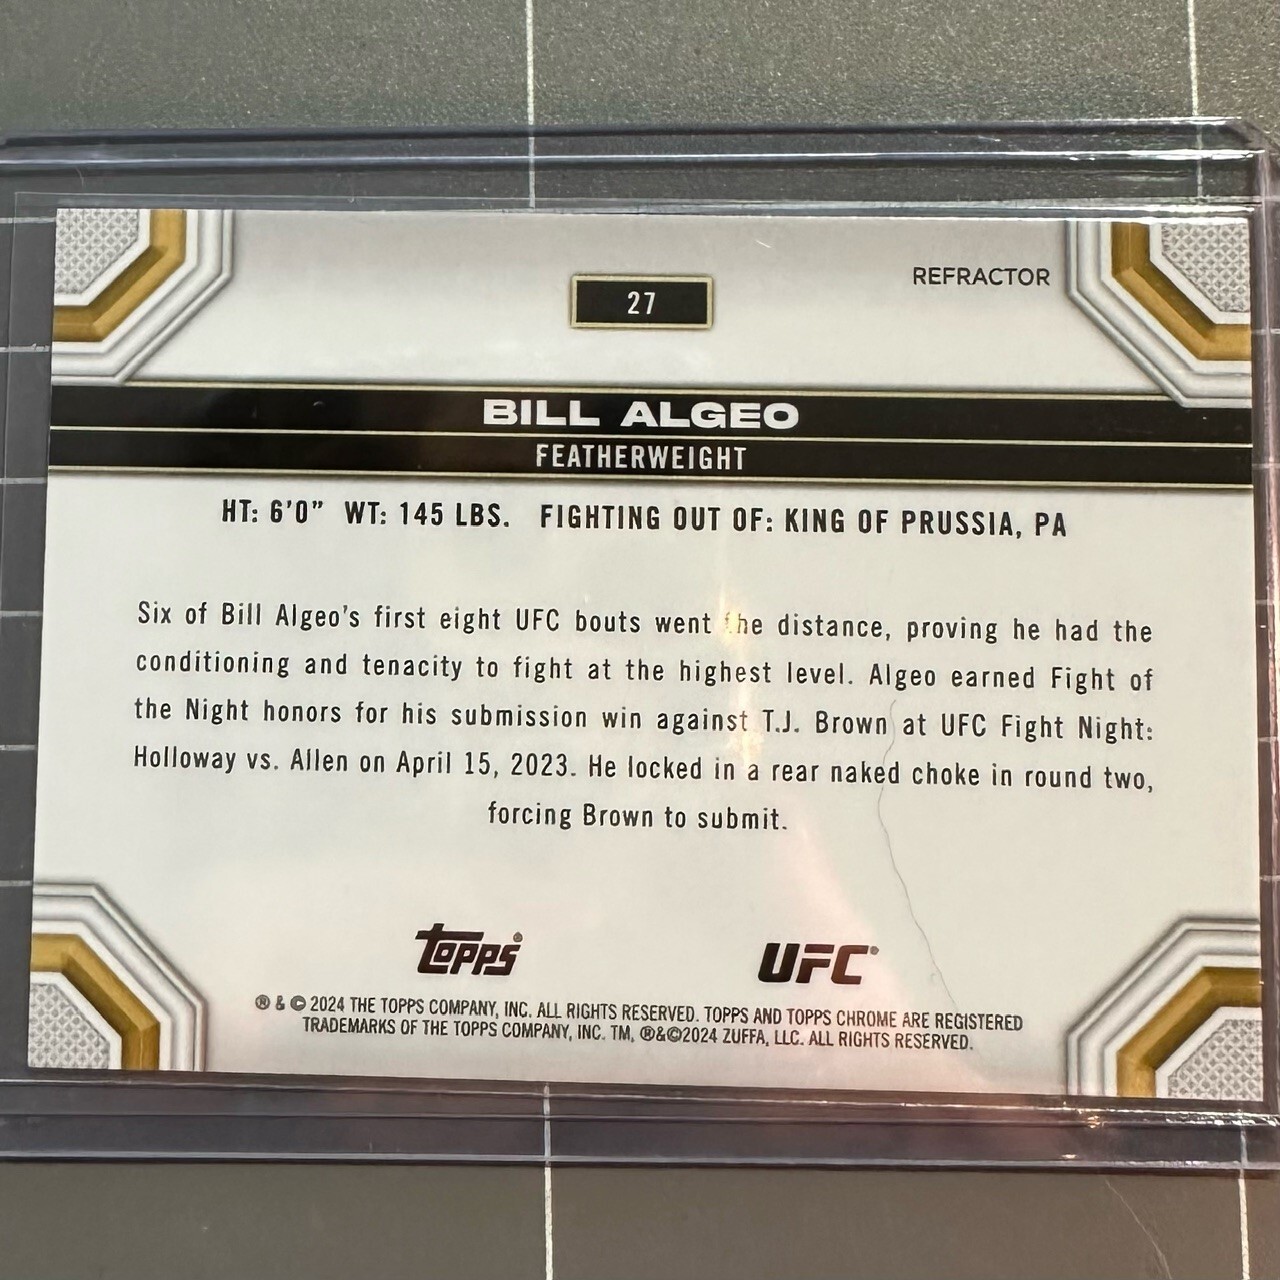 27
REFRACTOR
BILL ALGEO
FEATHERWEIGHT
HT: 6'0" WT: 145 LBS. FIGHTING OUT OF: KING OF PRUSSIA, PA
Six of Bill Algeo's first eight UFC bouts went the distance, proving he had the
conditioning and tenacity to fight at the highest level. Algeo earned Fight of
the Night honors for his submission win against T.J. Brown at UFC Fight Night:
Holloway vs. Allen on April 15, 2023. He locked in a rear naked choke in round two,
forcing Brown to submit.
Topps® UFC®
® & © 2024 THE TOPPS COMPANY, INC. ALL RIGHTS RESERVED. TOPPS AND TOPPS CHROME ARE REGISTERED
TRADEMARKS OF THE TOPPS COMPANY, INC. TM, ®&©2024 ZUFFA, LLC. ALL RIGHTS RESERVED.